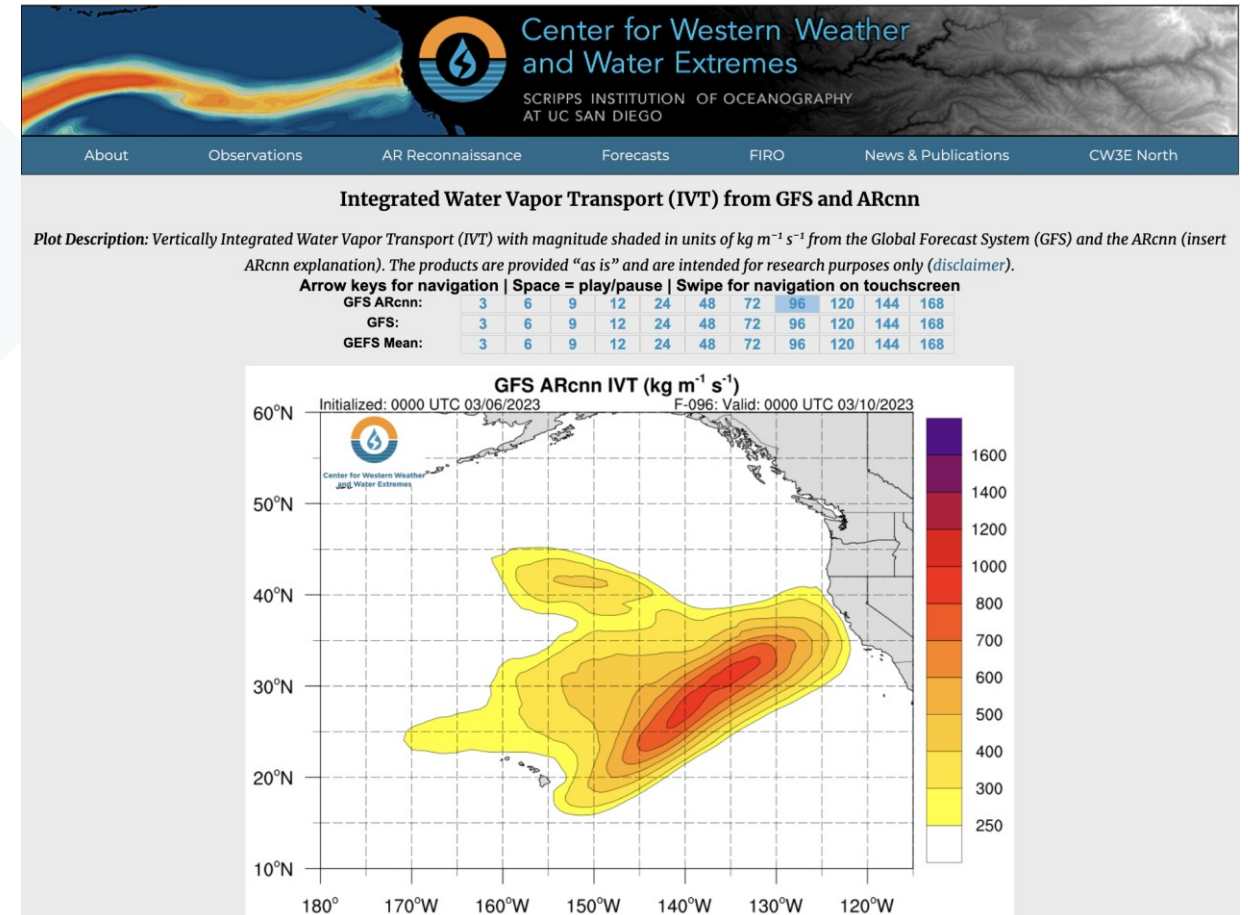 Center for Western Weather
and Water Extremes
SCRIPPS INSTITUTION OF OCEANOGRAPHY
AT UC SAN DIEGO
About Observations AR Reconnaissance Forecasts FIRO News & Publications CW3E North
Integrated Water Vapor Transport (IVT) from GFS and ARcnn
Plot Description: Vertically Integrated Water Vapor Transport (IVT) with magnitude shaded in units of kg m⁻¹ s⁻¹ from the Global Forecast System (GFS) and the ARcnn (insert
ARcnn explanation). The products are provided “as is” and are intended for research purposes only (disclaimer).
Arrow keys for navigation | Space = play/pause | Swipe for navigation on touchscreen
GFS ARcnn: 3 6 9 12 24 48 72 96 120 144 168
GFS: 3 6 9 12 24 48 72 96 120 144 168
GEFS Mean: 3 6 9 12 24 48 72 96 120 144 168
GFS ARcnn IVT (kg m⁻¹ s⁻¹)
Initialized: 0000 UTC 03/06/2023 F-096: Valid: 0000 UTC 03/10/2023
Center for Western Weather
and Water Extremes
60°N
50°N
40°N
30°N
20°N
10°N
180° 170°W 160°W 150°W 140°W 130°W 120°W
1600
1400
1200
1000
800
700
600
500
400
300
250